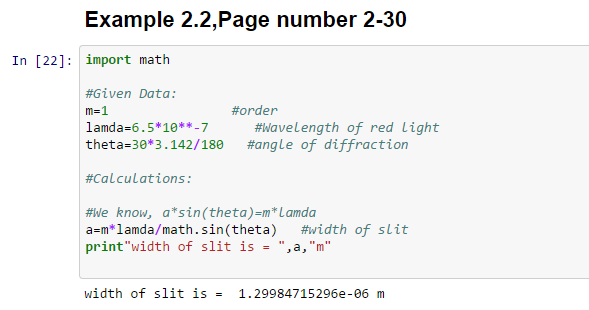 Example 2.2,Page number 2-30
In [22]: import math
#Given Data:
m=1 #order
lamda=6.5*10**-7 #Wavelength of red light
theta=30*3.142/180 #angle of diffraction
#Calculations:
#We know, a*sin(theta)=m*lamda
a=m*lamda/math.sin(theta) #width of slit
print"width of slit is = ",a,"m"
width of slit is = 1.29984715296e-06 m